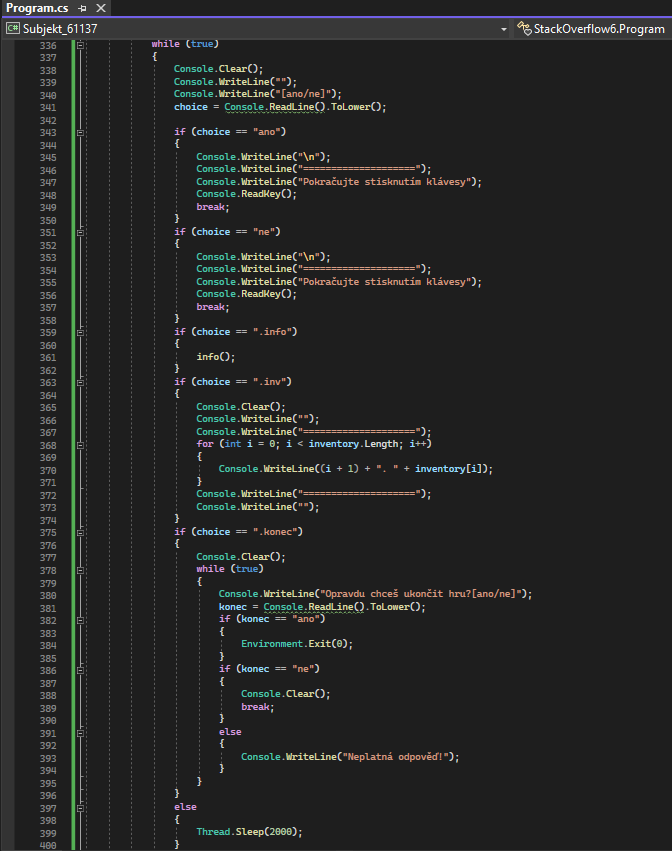 Program.cs
C# Subjekt_61137 StackOverflow6.Program
336 while (true)
337 {
338 Console.Clear();
339 Console.WriteLine("");
340 Console.WriteLine("[ano/ne]");
341 choice = Console.ReadLine().ToLower();
342
343 if (choice == "ano")
344 {
345 Console.WriteLine("\n");
346 Console.WriteLine("====================");
347 Console.WriteLine("Pokračujte stisknutím klávesy");
348 Console.ReadKey();
349 break;
350 }
351 if (choice == "ne")
352 {
353 Console.WriteLine("\n");
354 Console.WriteLine("====================");
355 Console.WriteLine("Pokračujte stisknutím klávesy");
356 Console.ReadKey();
357 break;
358 }
359 if (choice == ".info")
360 {
361 info();
362 }
363 if (choice == ".inv")
364 {
365 Console.Clear();
366 Console.WriteLine("");
367 Console.WriteLine("====================");
368 for (int i = 0; i < inventory.Length; i++)
369 {
370 Console.WriteLine((i + 1) + ". " + inventory[i]);
371 }
372 Console.WriteLine("====================");
373 Console.WriteLine("");
374 }
375 if (choice == ".konec")
376 {
377 Console.Clear();
378 while (true)
379 {
380 Console.WriteLine("Opravdu chceš ukončit hru?[ano/ne]");
381 konec = Console.ReadLine().ToLower();
382 if (konec == "ano")
383 {
384 Environment.Exit(0);
385 }
386 if (konec == "ne")
387 {
388 Console.Clear();
389 break;
390 }
391 else
392 {
393 Console.WriteLine("Neplatná odpověď!");
394 }
395 }
396 }
397 else
398 {
399 Thread.Sleep(2000);
400 }